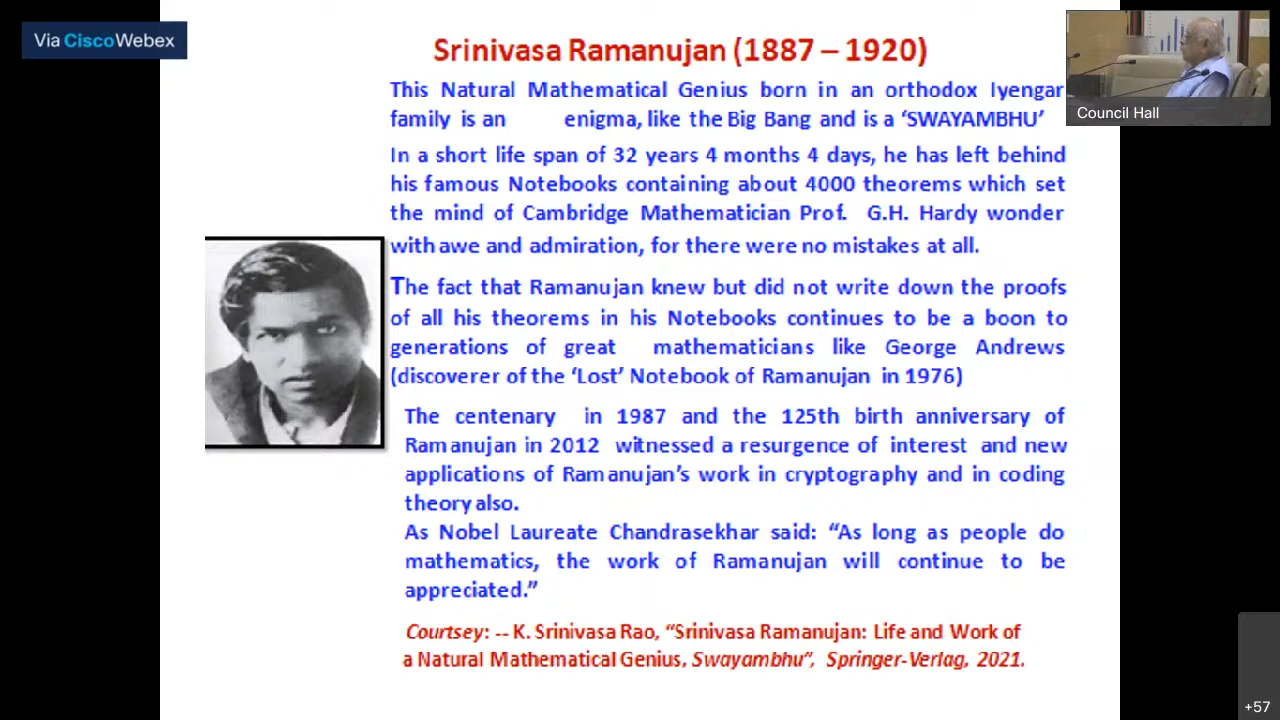 Via CiscoWebex
Srinivasa Ramanujan (1887 – 1920)
This Natural Mathematical Genius born in an orthodox Iyengar
family is an enigma, like the Big Bang and is a ‘SWAYAMBHU’
In a short life span of 32 years 4 months 4 days, he has left behind
his famous Notebooks containing about 4000 theorems which set
the mind of Cambridge Mathematician Prof. G.H. Hardy wonder
with awe and admiration, for there were no mistakes at all.
The fact that Ramanujan knew but did not write down the proofs
of all his theorems in his Notebooks continues to be a boon to
generations of great mathematicians like George Andrews
(discoverer of the ‘Lost’ Notebook of Ramanujan in 1976)
The centenary in 1987 and the 125th birth anniversary of
Ramanujan in 2012 witnessed a resurgence of interest and new
applications of Ramanujan’s work in cryptography and in coding
theory also.
As Nobel Laureate Chandrasekhar said: “As long as people do
mathematics, the work of Ramanujan will continue to be
appreciated.”
Courtsey: -- K. Srinivasa Rao, “Srinivasa Ramanujan: Life and Work of
a Natural Mathematical Genius, Swayambhu”, Springer-Verlag, 2021.
Council Hall
+57